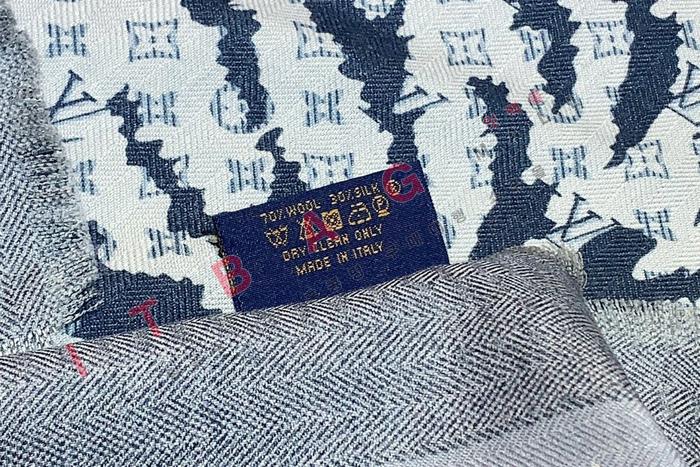 70%WOOL 30%SILK ®
DRY CLEAN ONLY
MADE IN ITALY
ITBAG